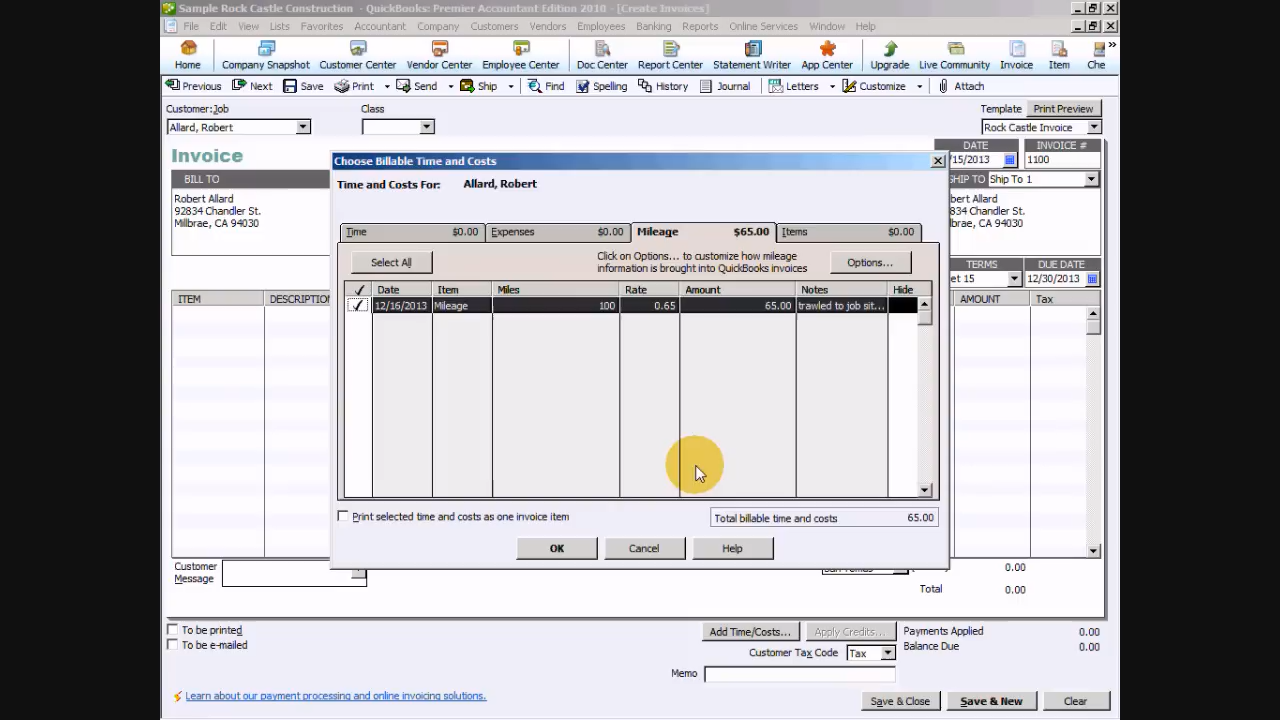 Sample Rock Castle Construction - QuickBooks: Premier Accountant Edition 2010 - [Create Invoices]
File Edit View Lists Favorites Accountant Company Customers Vendors Employees Banking Reports Online Services Window Help
Home Company Snapshot Customer Center Vendor Center Employee Center Doc Center Report Center Statement Writer App Center Upgrade Live Community Invoice Item Che »
Previous Next Save Print Send Ship Find Spelling History Journal Letters Customize Attach
Customer:Job Class Template Print Preview
Allard, Robert Rock Castle Invoice
Invoice DATE INVOICE #
/15/2013 1100
BILL TO SHIP TO Ship To 1
Robert Allard
92834 Chandler St.
Millbrae, CA 94030
bert Allard
834 Chandler St.
lbrae, CA 94030
TERMS DUE DATE
et 15 12/30/2013
ITEM DESCRIPTION AMOUNT Tax
Choose Billable Time and Costs
Time and Costs For: Allard, Robert
Time $0.00 Expenses $0.00 Mileage $65.00 Items $0.00
Select All Click on Options... to customize how mileage
information is brought into QuickBooks invoices Options...
✓ Date Item Miles Rate Amount Notes Hide
✓ 12/16/2013 Mileage 100 0.65 65.00 trawled to job sit...
Print selected time and costs as one invoice item Total billable time and costs 65.00
OK Cancel Help
Customer
Message
0.00
Total 0.00
To be printed Add Time/Costs... Apply Credits... Payments Applied 0.00
To be e-mailed Customer Tax Code Tax Balance Due 0.00
Memo
Learn about our payment processing and online invoicing solutions. Save & Close Save & New Clear